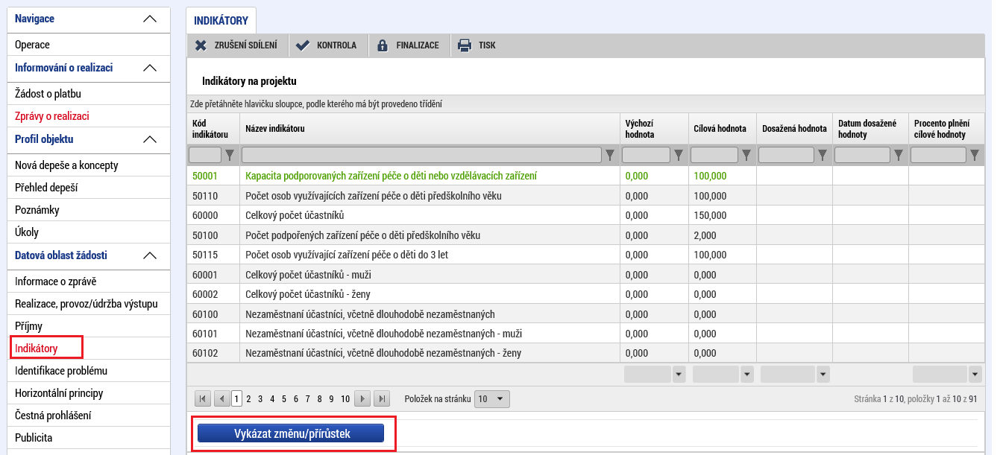 Navigace
Operace
Informování o realizaci
Žádost o platbu
Zprávy o realizaci
Profil objektu
Nová depeše a koncepty
Přehled depeší
Poznámky
Úkoly
Datová oblast žádosti
Informace o zprávě
Realizace, provoz/údržba výstupu
Příjmy
Indikátory
Identifikace problému
Horizontální principy
Čestná prohlášení
Publicita
INDIKÁTORY
ZRUŠENÍ SDÍLENÍ KONTROLA FINALIZACE TISK
Indikátory na projektu
Zde přetáhněte hlavičku sloupce, podle kterého má být provedeno třídění
Kód indikátoru Název indikátoru Výchozí hodnota Cílová hodnota Dosažená hodnota Datum dosažené hodnoty Procento plnění cílové hodnoty
50001 Kapacita podporovaných zařízení péče o děti nebo vzdělávacích zařízení 0,000 100,000
50110 Počet osob využívajících zařízení péče o děti předškolního věku 0,000 100,000
60000 Celkový počet účastníků 0,000 150,000
50100 Počet podpořených zařízení péče o děti předškolního věku 0,000 2,000
50115 Počet osob využívající zařízení péče o děti do 3 let 0,000 100,000
60001 Celkový počet účastníků - muži 0,000 0,000
60002 Celkový počet účastníků - ženy 0,000 0,000
60100 Nezaměstnaní účastníci, včetně dlouhodobě nezaměstnaných 0,000 0,000
60101 Nezaměstnaní účastníci, včetně dlouhodobě nezaměstnaných - muži 0,000 0,000
60102 Nezaměstnaní účastníci, včetně dlouhodobě nezaměstnaných - ženy 0,000 0,000
1 2 3 4 5 6 7 8 9 10 Položek na stránku 10 Stránka 1 z 10, položky 1 až 10 z 91
Vykázat změnu/přírůstek